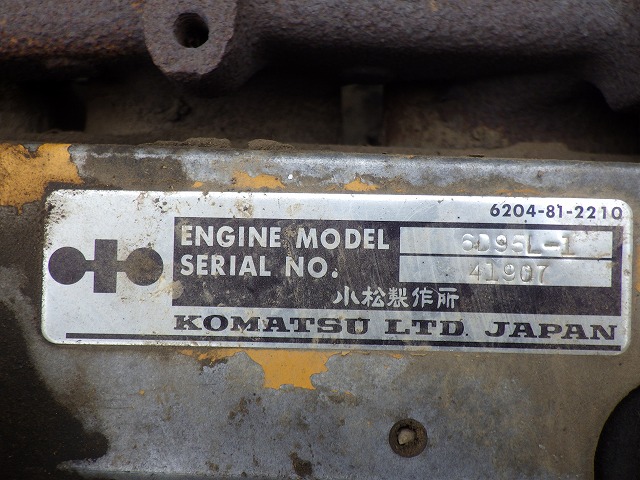 6204-81-2210
ENGINE MODEL 6D95L-1
SERIAL NO. 41907
小松製作所
KOMATSU LTD. JAPAN